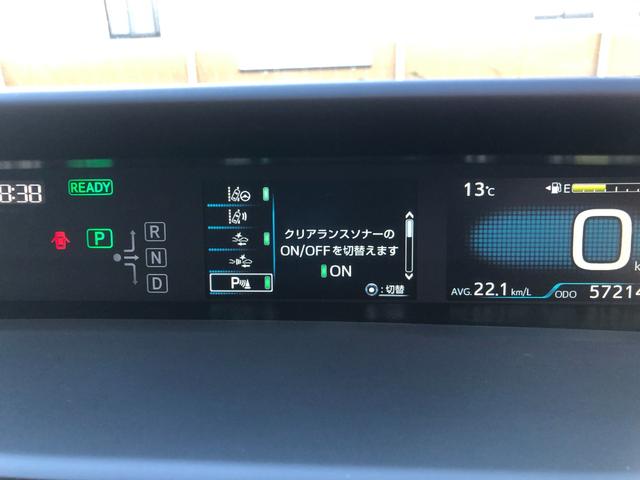 8:38
READY
P
R
N
D
P
クリアランスソナーの
ON/OFFを切替えます
ON
:切替
13℃
E
0
AVG. 22.1 km/L
ODO 57214